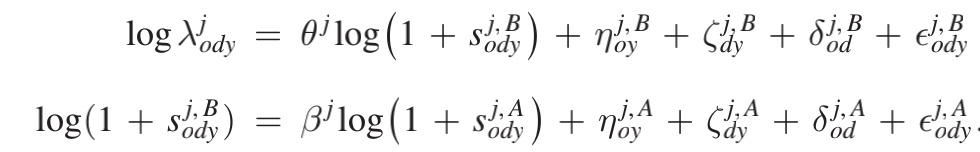 log λ^j_{ody} = θ^j log(1 + s^{j,B}_{ody}) + η^{j,B}_{oy} + ζ^{j,B}_{dy} + δ^{j,B}_{od} + ϵ^{j,B}_{ody}
log(1 + s^{j,B}_{ody}) = β^j log(1 + s^{j,A}_{ody}) + η^{j,A}_{oy} + ζ^{j,A}_{dy} + δ^{j,A}_{od} + ϵ^{j,A}_{ody}.